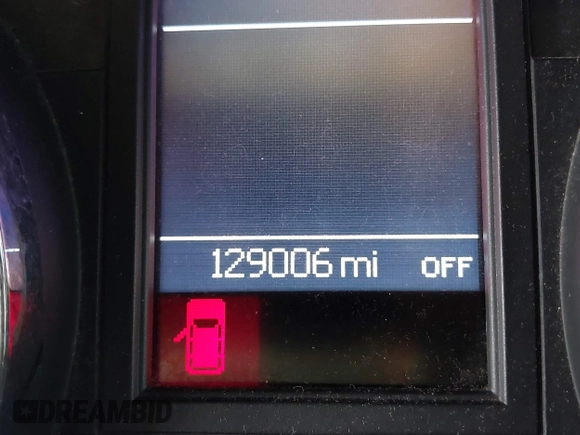 129006 mi OFF
DREAMBID